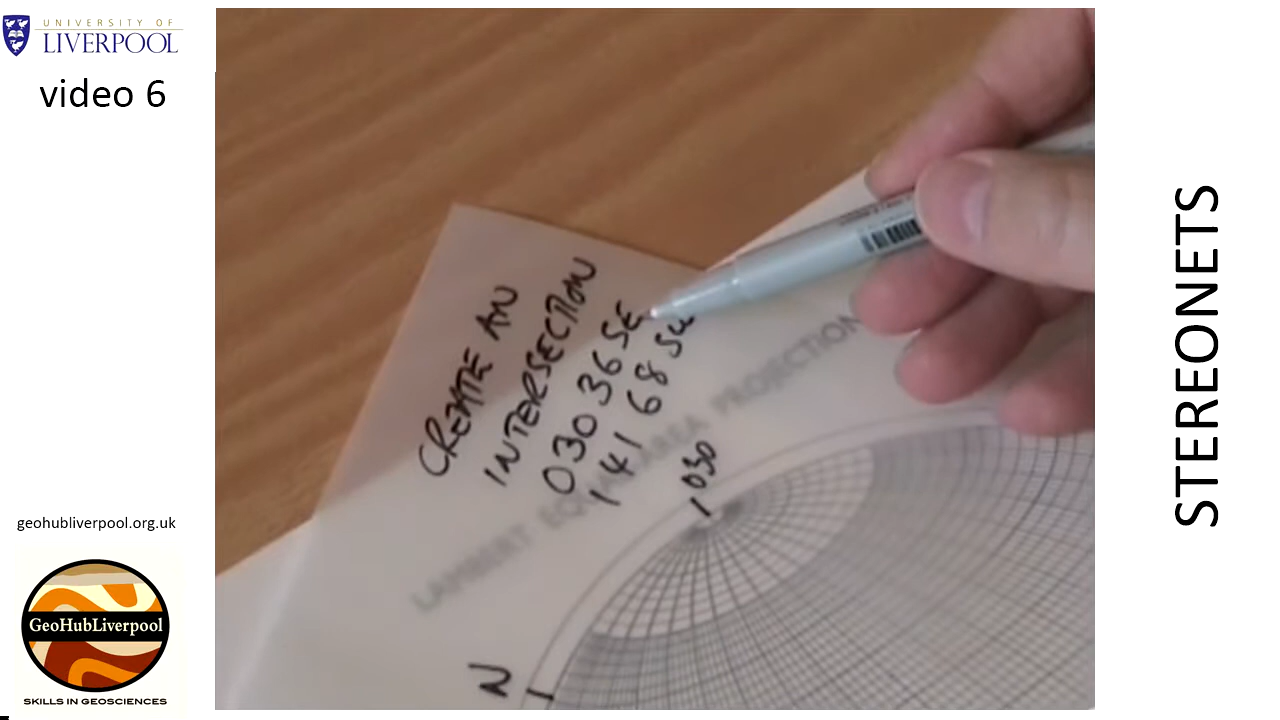 UNIVERSITY OF
LIVERPOOL
video 6
CREATE AN
INTERSECTION
030 36 SE
141 68 SW
030
N
LAMBERT EQUAL AREA PROJECTION
STEREONETS
geohubliverpool.org.uk
GeoHubLiverpool
SKILLS IN GEOSCIENCES